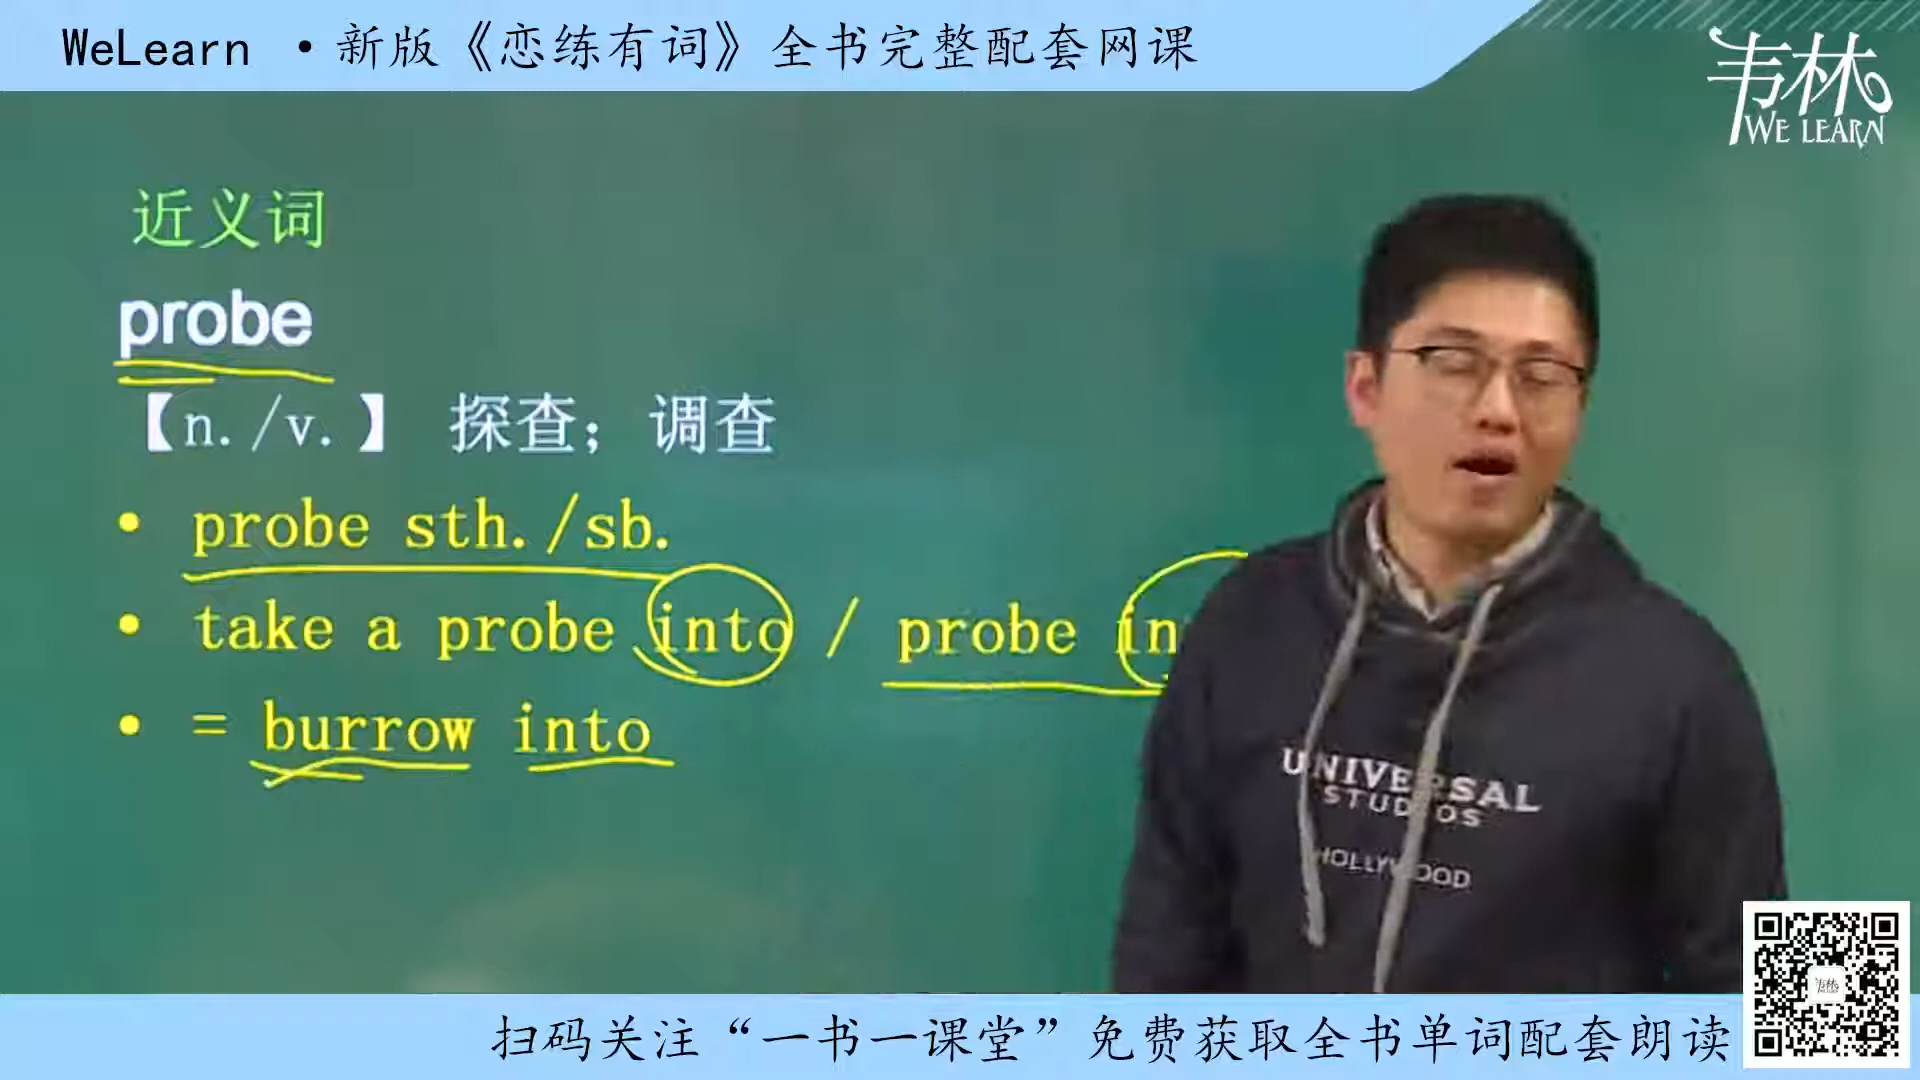 WeLearn ·新版《恋练有词》全书完整配套网课
韦林
WE LEARN
近义词
probe
【n./v.】 探查；调查
• probe sth./sb.
• take a probe into / probe in
• = burrow into
UNIVERSAL
STUDIOS
HOLLYWOOD
扫码关注“一书一课堂”免费获取全书单词配套朗读